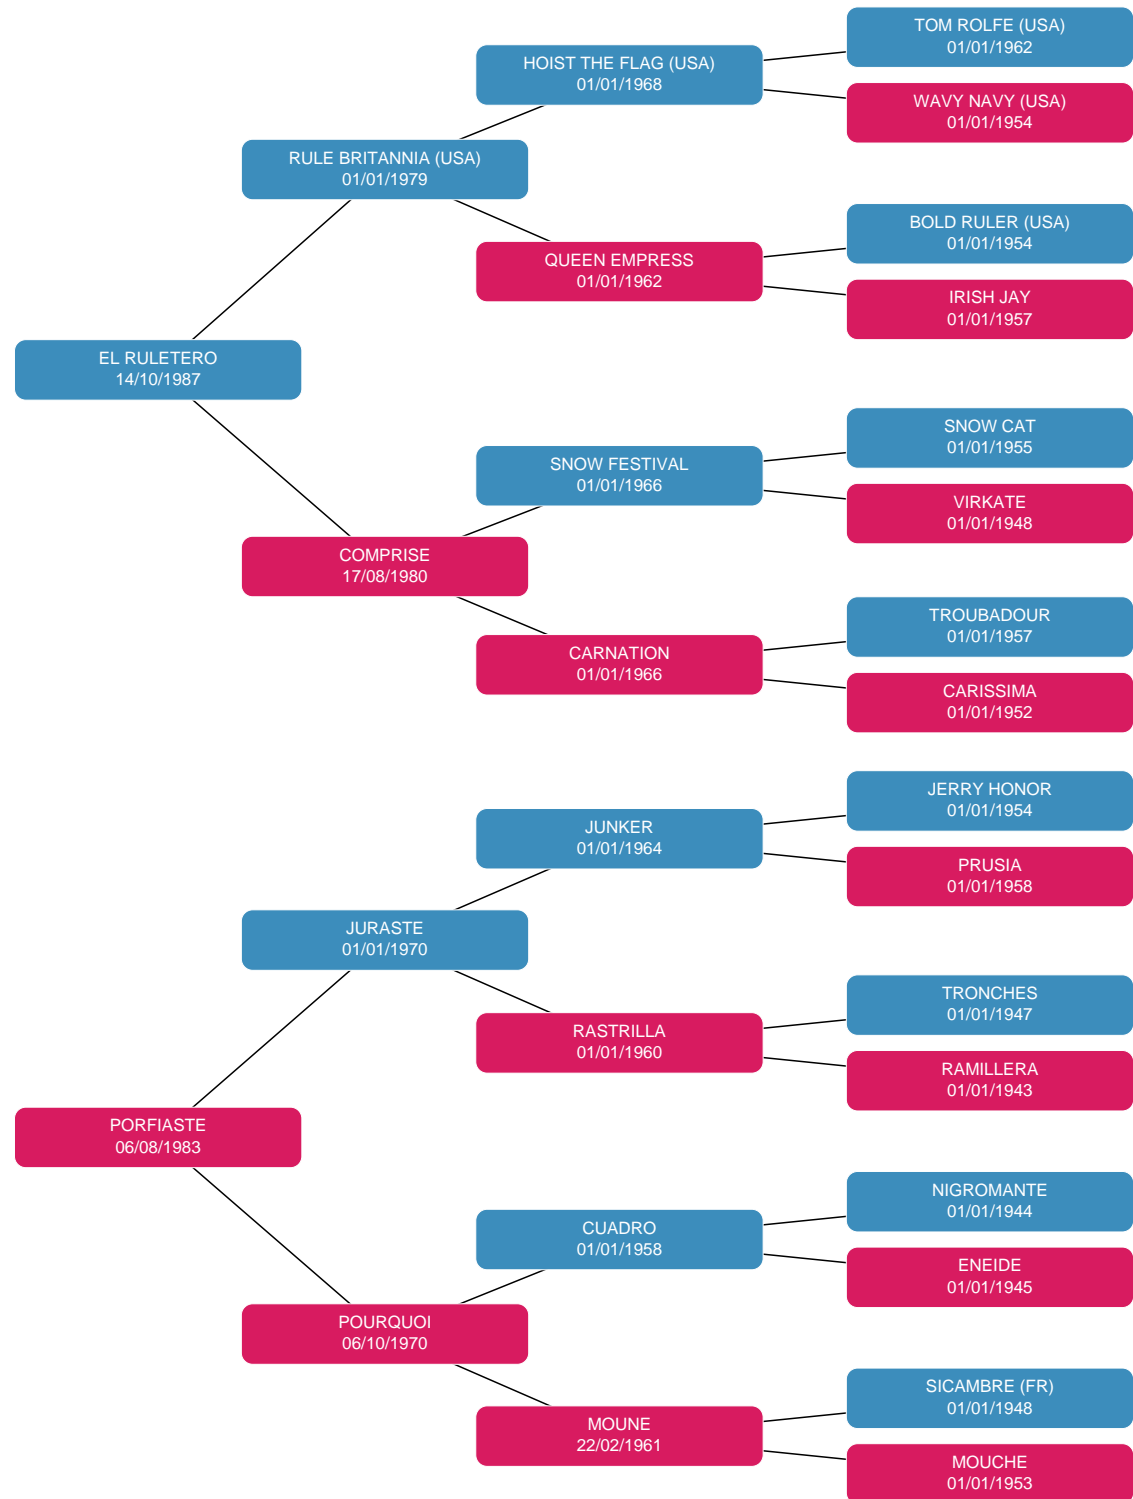 TOM ROLFE (USA)
01/01/1962
HOIST THE FLAG (USA)
01/01/1968
WAVY NAVY (USA)
01/01/1954
RULE BRITANNIA (USA)
01/01/1979
BOLD RULER (USA)
01/01/1954
QUEEN EMPRESS
01/01/1962
IRISH JAY
01/01/1957
EL RULETERO
14/10/1987
SNOW CAT
01/01/1955
SNOW FESTIVAL
01/01/1966
VIRKATE
01/01/1948
COMPRISE
17/08/1980
TROUBADOUR
01/01/1957
CARNATION
01/01/1966
CARISSIMA
01/01/1952
JERRY HONOR
01/01/1954
JUNKER
01/01/1964
PRUSIA
01/01/1958
JURASTE
01/01/1970
TRONCHES
01/01/1947
RASTRILLA
01/01/1960
RAMILLERA
01/01/1943
PORFIASTE
06/08/1983
NIGROMANTE
01/01/1944
CUADRO
01/01/1958
ENEIDE
01/01/1945
POURQUOI
06/10/1970
SICAMBRE (FR)
01/01/1948
MOUNE
22/02/1961
MOUCHE
01/01/1953